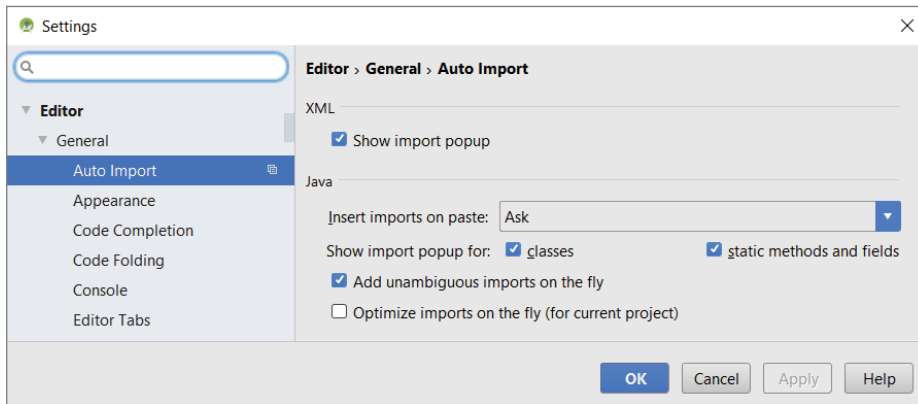 Settings
Editor › General › Auto Import
XML
Editor
Show import popup
General
Auto Import
Java
Appearance
Insert imports on paste: Ask
Code Completion
Show import popup for: classes static methods and fields
Code Folding
Add unambiguous imports on the fly
Console
Optimize imports on the fly (for current project)
Editor Tabs
OK Cancel Apply Help